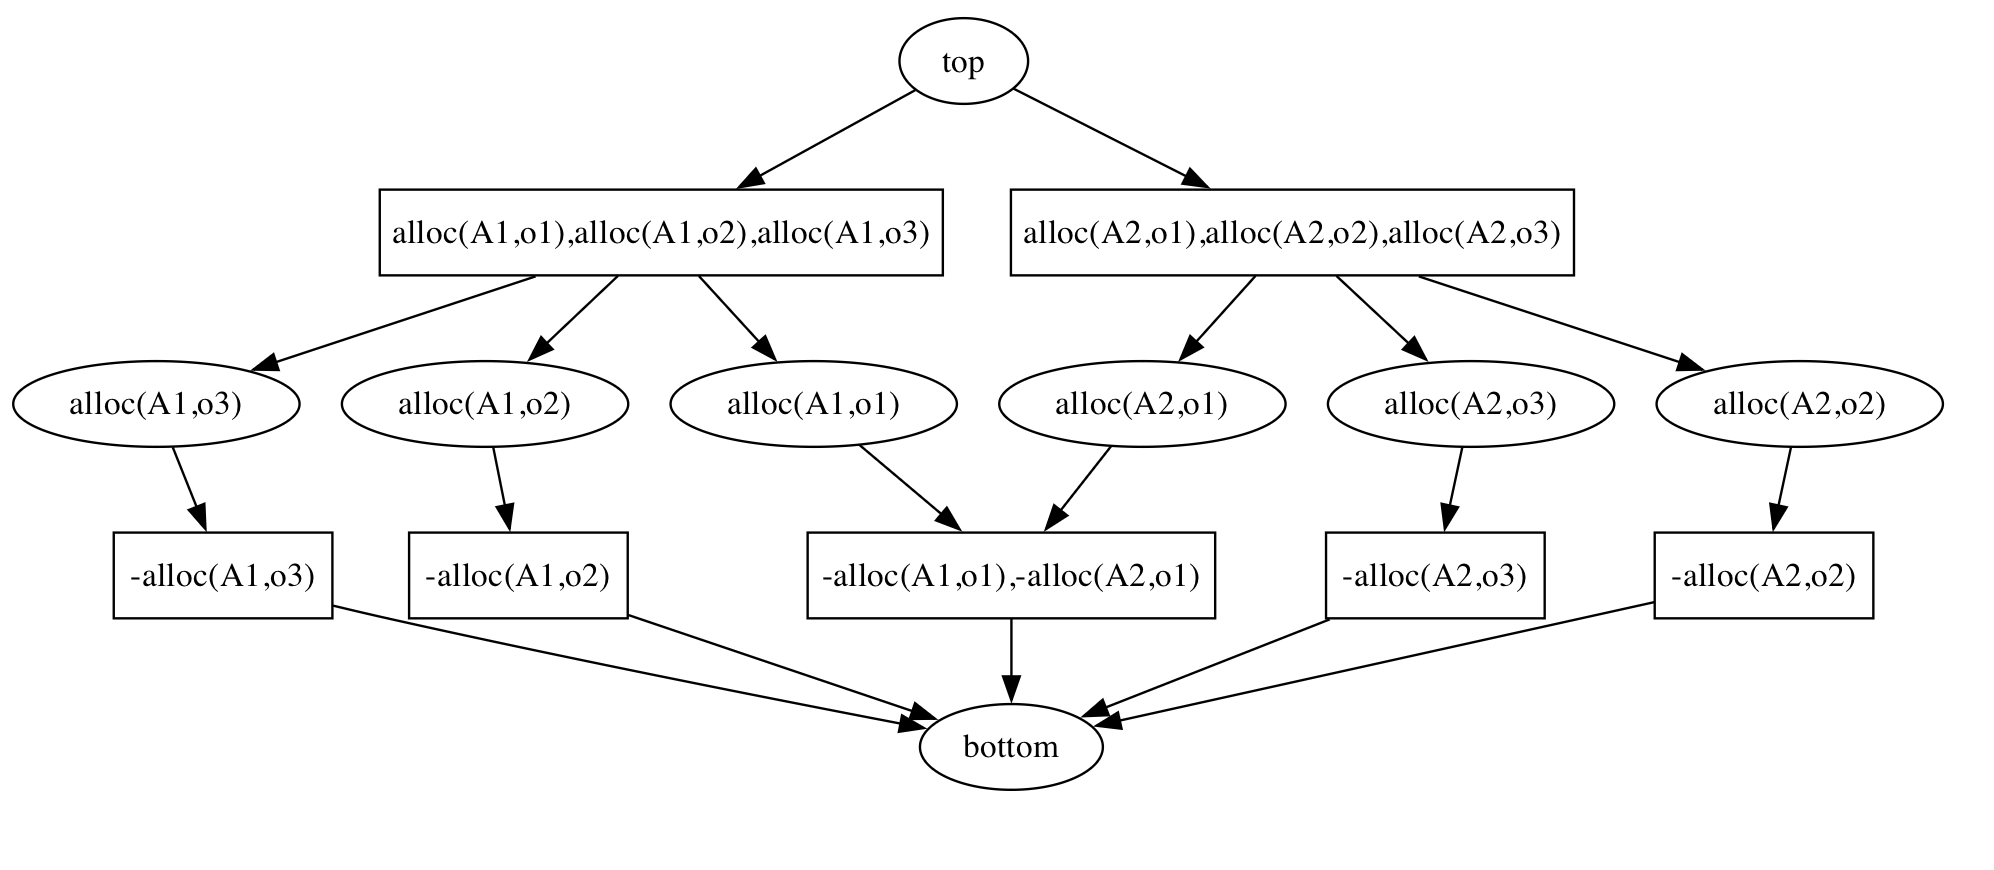 top
alloc(A1,o1),alloc(A1,o2),alloc(A1,o3)
alloc(A2,o1),alloc(A2,o2),alloc(A2,o3)
alloc(A1,o3)
alloc(A1,o2)
alloc(A1,o1)
alloc(A2,o1)
alloc(A2,o3)
alloc(A2,o2)
-alloc(A1,o3)
-alloc(A1,o2)
-alloc(A1,o1),-alloc(A2,o1)
-alloc(A2,o3)
-alloc(A2,o2)
bottom